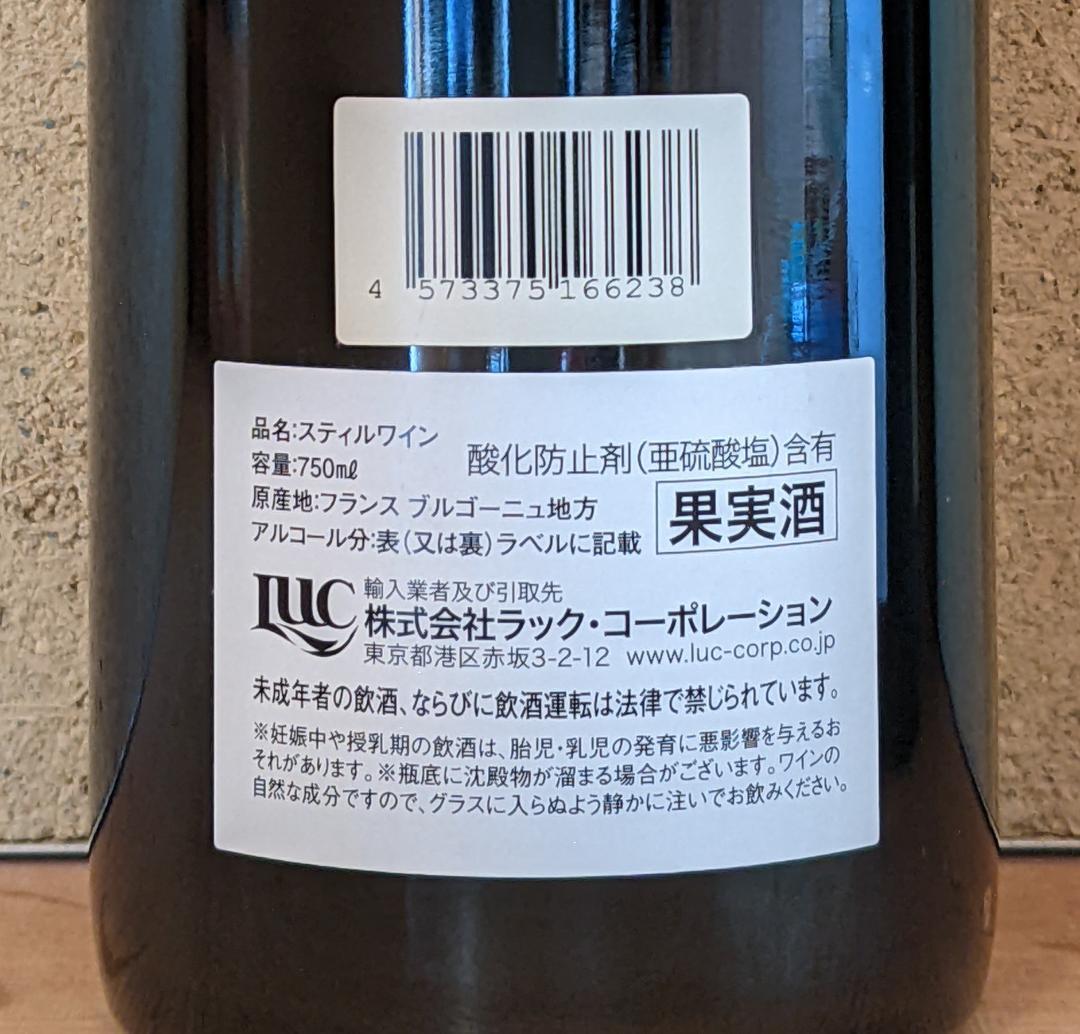 4 573375 166238
品名:スティルワイン
容量:750mℓ
酸化防止剤(亜硫酸塩)含有
原産地:フランス ブルゴーニュ地方
アルコール分:表(又は裏)ラベルに記載
果実酒
LUC
輸入業者及び引取先
株式会社ラック・コーポレーション
東京都港区赤坂3-2-12 www.luc-corp.co.jp
未成年者の飲酒、ならびに飲酒運転は法律で禁じられています。
※妊娠中や授乳期の飲酒は、胎児・乳児の発育に悪影響を与えるお
それがあります。※瓶底に沈殿物が溜まる場合がございます。ワインの
自然な成分ですので、グラスに入らぬよう静かに注いでお飲みください。